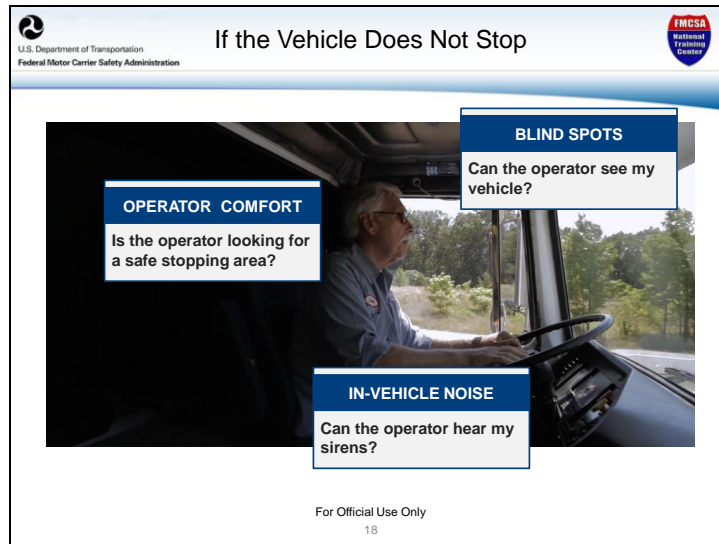 U.S. Department of Transportation
Federal Motor Carrier Safety Administration
If the Vehicle Does Not Stop
FMCSA
National
Training
Center
BLIND SPOTS
Can the operator see my
vehicle?
OPERATOR COMFORT
Is the operator looking for
a safe stopping area?
IN-VEHICLE NOISE
Can the operator hear my
sirens?
For Official Use Only
18